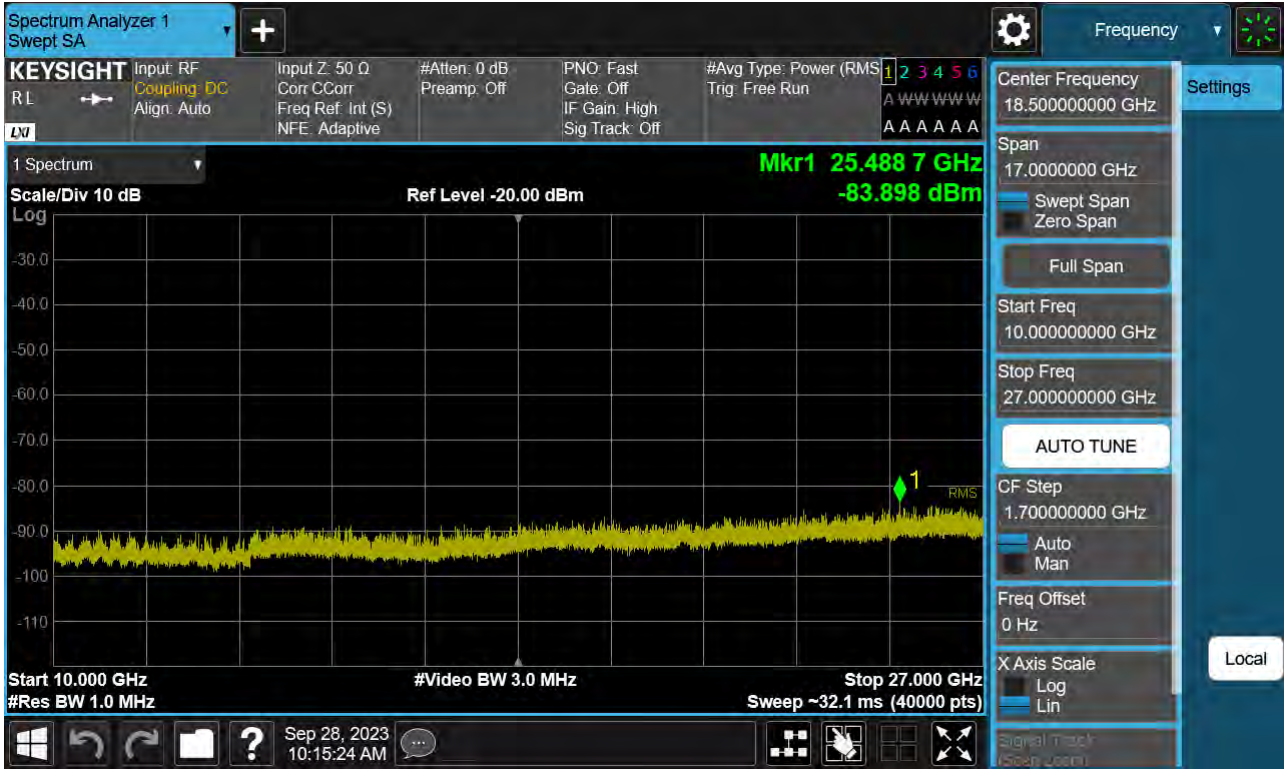 Spectrum Analyzer 1
Swept SA
Frequency
KEYSIGHT
R L
LXI
Input: RF
Coupling: DC
Align: Auto
Input Z: 50 Ω
Corr CCorr
Freq Ref: Int (S)
NFE: Adaptive
#Atten: 0 dB
Preamp: Off
PNO: Fast
Gate: Off
IF Gain: High
Sig Track: Off
#Avg Type: Power (RMS
Trig: Free Run
1 2 3 4 5 6
A W W W W W
A A A A A A
1 Spectrum
Mkr1 25.488 7 GHz
Scale/Div 10 dB
Ref Level -20.00 dBm
-83.898 dBm
Log
-30.0
-40.0
-50.0
-60.0
-70.0
-80.0
-90.0
-100
-110
1
RMS
Start 10.000 GHz
#Video BW 3.0 MHz
Stop 27.000 GHz
#Res BW 1.0 MHz
Sweep ~32.1 ms (40000 pts)
Center Frequency
18.500000000 GHz
Settings
Span
17.0000000 GHz
Swept Span
Zero Span
Full Span
Start Freq
10.000000000 GHz
Stop Freq
27.000000000 GHz
AUTO TUNE
CF Step
1.700000000 GHz
Auto
Man
Freq Offset
0 Hz
X Axis Scale
Log
Lin
Local
Signal Track
(Span Zoom)
?
Sep 28, 2023
10:15:24 AM